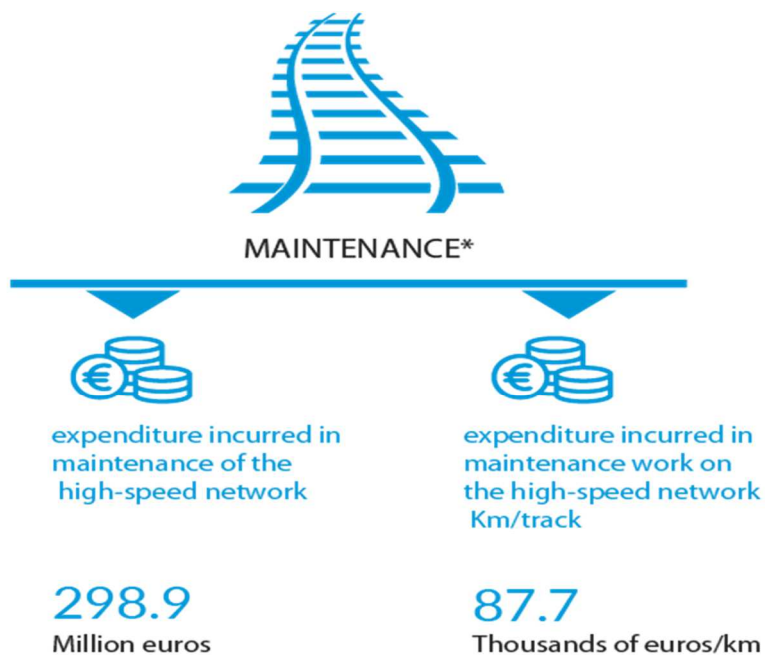 MAINTENANCE*
expenditure incurred in
maintenance of the
high-speed network
298.9
Million euros
expenditure incurred in
maintenance work on
the high-speed network
Km/track
87.7
Thousands of euros/km